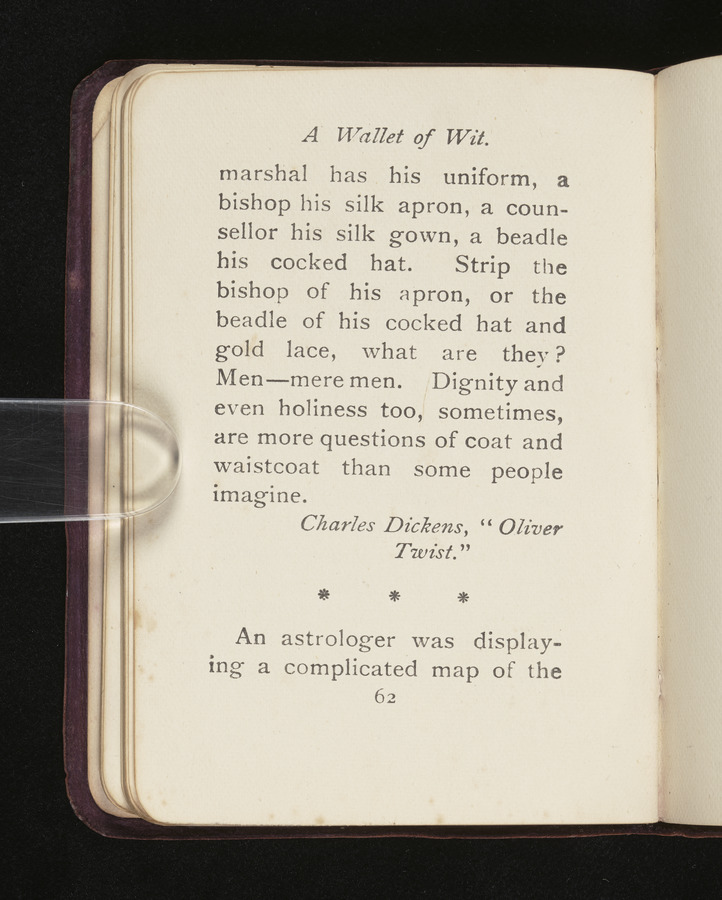 A Wallet of Wit.
marshal has his uniform, a
bishop his silk apron, a coun-
sellor his silk gown, a beadle
his cocked hat. Strip the
bishop of his apron, or the
beadle of his cocked hat and
gold lace, what are they?
Men—mere men. Dignity and
even holiness too, sometimes,
are more questions of coat and
waistcoat than some people
imagine.
Charles Dickens, “Oliver
Twist.”
* * *
An astrologer was display-
ing a complicated map of the
62